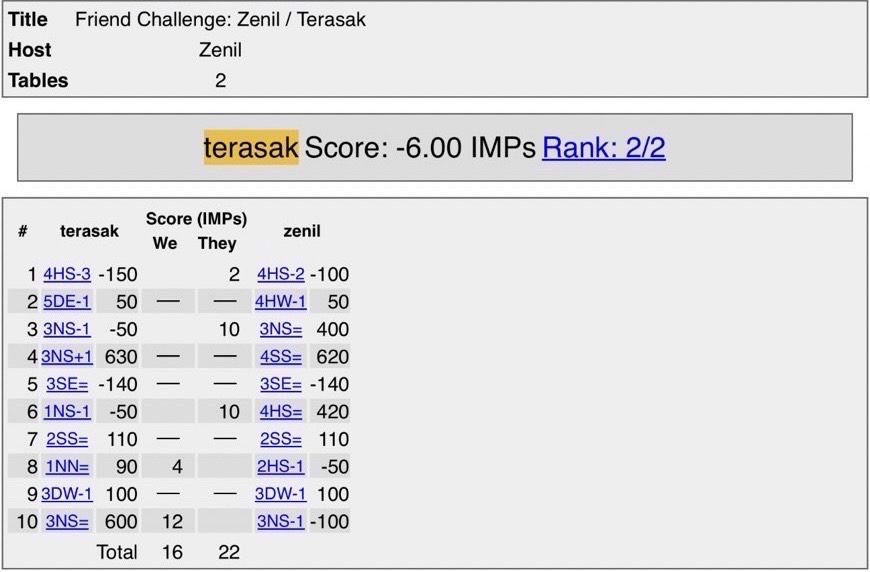 Title Friend Challenge: Zenil / Terasak
Host Zenil
Tables 2
terasak Score: -6.00 IMPs Rank: 2/2
Score (IMPs)
# terasak We They zenil
1 4HS-3 -150 2 4HS-2 -100
2 5DE-1 50 — — 4HW-1 50
3 3NS-1 -50 10 3NS= 400
4 3NS+1 630 — — 4SS= 620
5 3SE= -140 — — 3SE= -140
6 1NS-1 -50 10 4HS= 420
7 2SS= 110 — — 2SS= 110
8 1NN= 90 4 2HS-1 -50
9 3DW-1 100 — — 3DW-1 100
10 3NS= 600 12 3NS-1 -100
Total 16 22